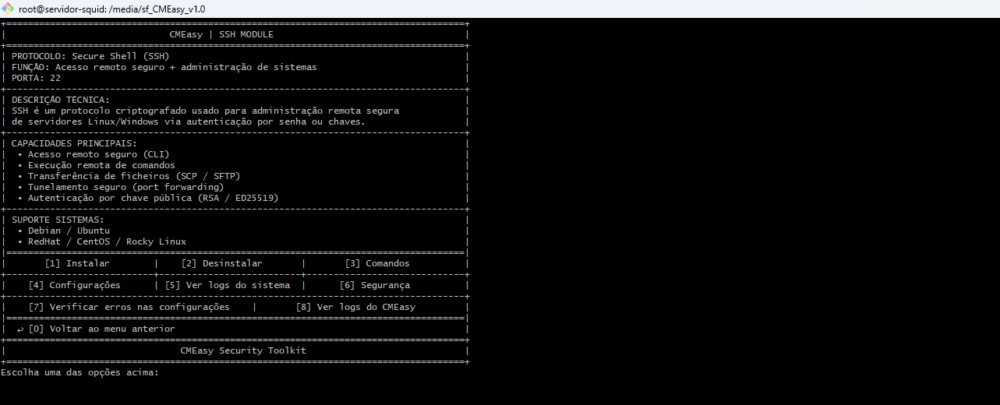 root@servidor-squid: /media/sf_CMEasy_v1.0
CMEasy | SSH MODULE
PROTOCOLO: Secure Shell (SSH)
FUNÇÃO: Acesso remoto seguro + administração de sistemas
PORTA: 22
DESCRIÇÃO TÉCNICA:
SSH é um protocolo criptografado usado para administração remota segura
de servidores Linux/Windows via autenticação por senha ou chaves.
CAPACIDADES PRINCIPAIS:
• Acesso remoto seguro (CLI)
• Execução remota de comandos
• Transferência de ficheiros (SCP / SFTP)
• Tunelamento seguro (port forwarding)
• Autenticação por chave pública (RSA / ED25519)
SUPORTE SISTEMAS:
• Debian / Ubuntu
• RedHat / CentOS / Rocky Linux
[1] Instalar | [2] Desinstalar | [3] Comandos
[4] Configurações | [5] Ver logs do sistema | [6] Segurança
[7] Verificar erros nas configurações | [8] Ver logs do CMEasy
↩ [0] Voltar ao menu anterior
CMEasy Security Toolkit
Escolha uma das opções acima: